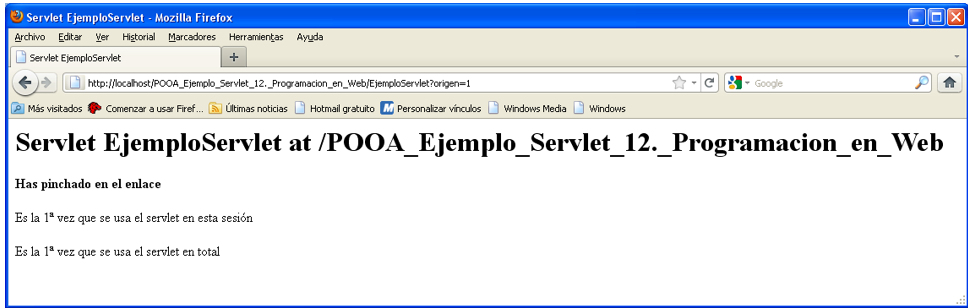 Servlet EjemploServlet - Mozilla Firefox
Archivo Editar Ver Historial Marcadores Herramientas Ayuda
Servlet EjemploServlet
http://localhost/POOA_Ejemplo_Servlet_12._Programacion_en_Web/EjemploServlet?origen=1
Google
Más visitados Comenzar a usar Firef... Últimas noticias Hotmail gratuito Personalizar vínculos Windows Media Windows
Servlet EjemploServlet at /POOA_Ejemplo_Servlet_12._Programacion_en_Web
Has pinchado en el enlace
Es la 1ª vez que se usa el servlet en esta sesión
Es la 1ª vez que se usa el servlet en total